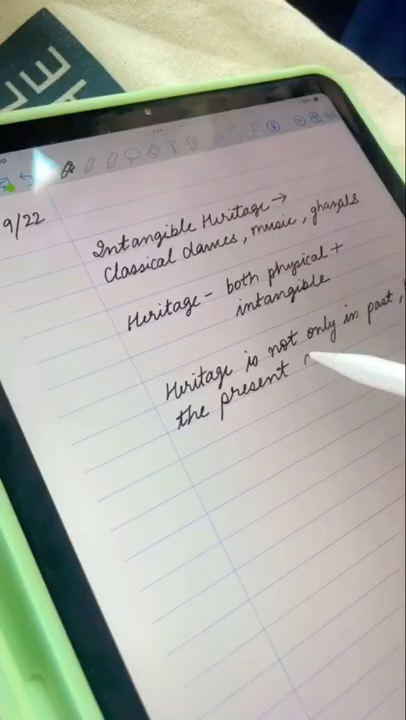 9/22
Intangible Heritage →
Classical dances, music, ghazals
Heritage - both physical +
intangible
Heritage is not only in past,
the present